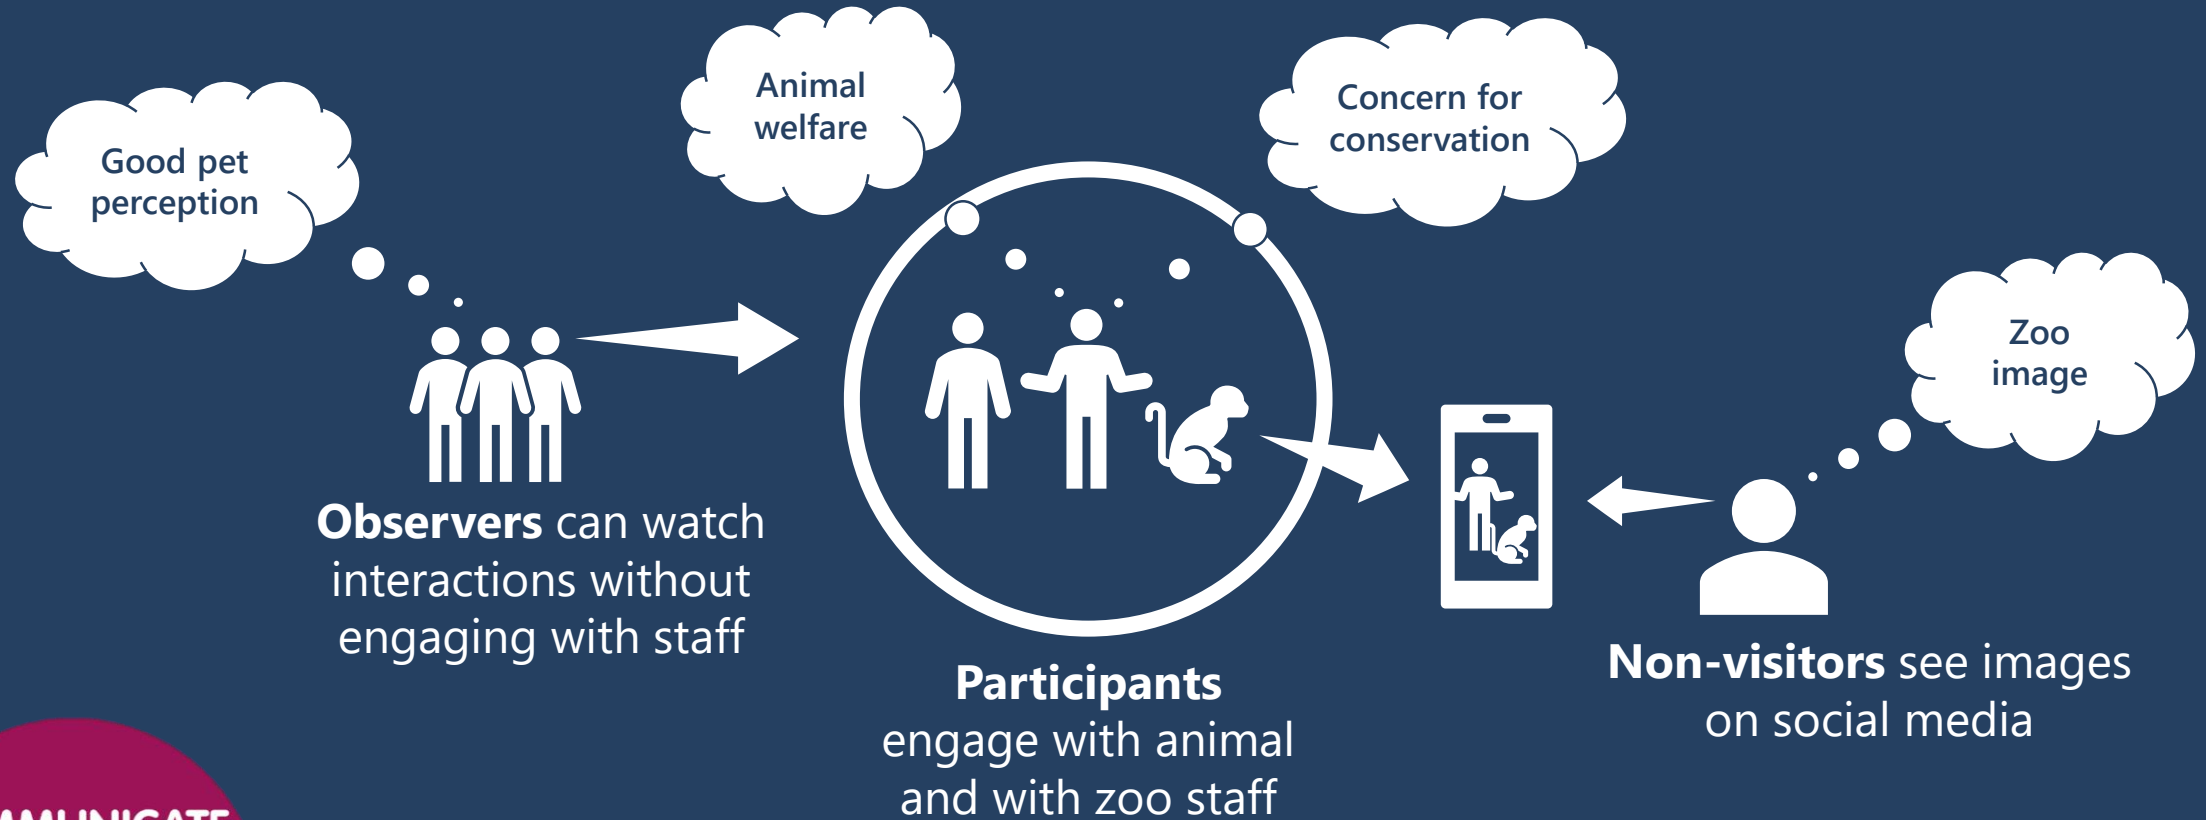 Good pet
perception
Animal
welfare
Concern for
conservation
Zoo
image
Observers can watch
interactions without
engaging with staff
Participants
engage with animal
and with zoo staff
Non-visitors see images
on social media